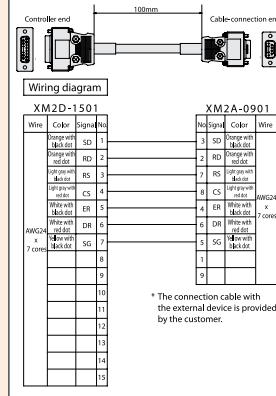 100mm
Controller end
Cable-connection en
Wiring diagram
XM2D-1501
XM2A-0901
Wire Color Signal No.
No. Signal Color Wire
Orange with black dot SD 1
3 SD Orange with black dot
Orange with red dot RD 2
2 RD Orange with red dot
Light gray with black dot RS 3
7 RS Light gray with black dot
Light gray with red dot CS 4
8 CS Light gray with red dot
White with black dot ER 5
4 ER White with black dot
White with red dot DR 6
6 DR White with red dot
Yellow with black dot SG 7
5 SG Yellow with black dot
AWG24
x
7 cores
AWG24
x
7 cores
8
1
9
9
10
11
12
13
14
15
* The connection cable with
the external device is provided
by the customer.